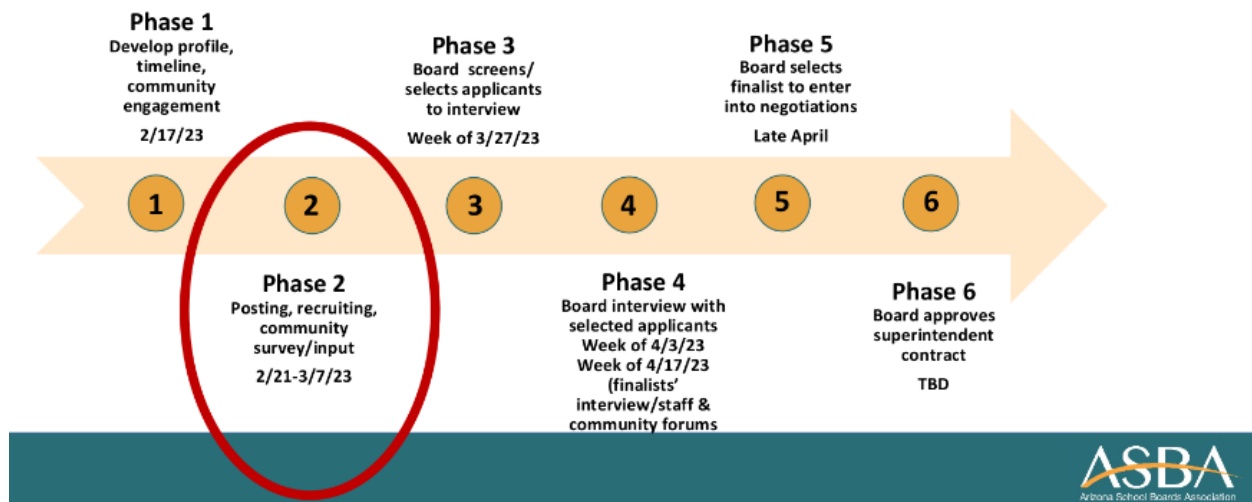 Phase 1
Develop profile,
timeline,
community
engagement
2/17/23
Phase 3
Board screens/
selects applicants
to interview
Week of 3/27/23
Phase 5
Board selects
finalist to enter
into negotiations
Late April
1
2
3
4
5
6
Phase 2
Posting, recruiting,
community
survey/input
2/21-3/7/23
Phase 4
Board interview with
selected applicants
Week of 4/3/23
Week of 4/17/23
(finalists'
interview/staff &
community forums
Phase 6
Board approves
superintendent
contract
TBD
ASBA
Arizona School Boards Association